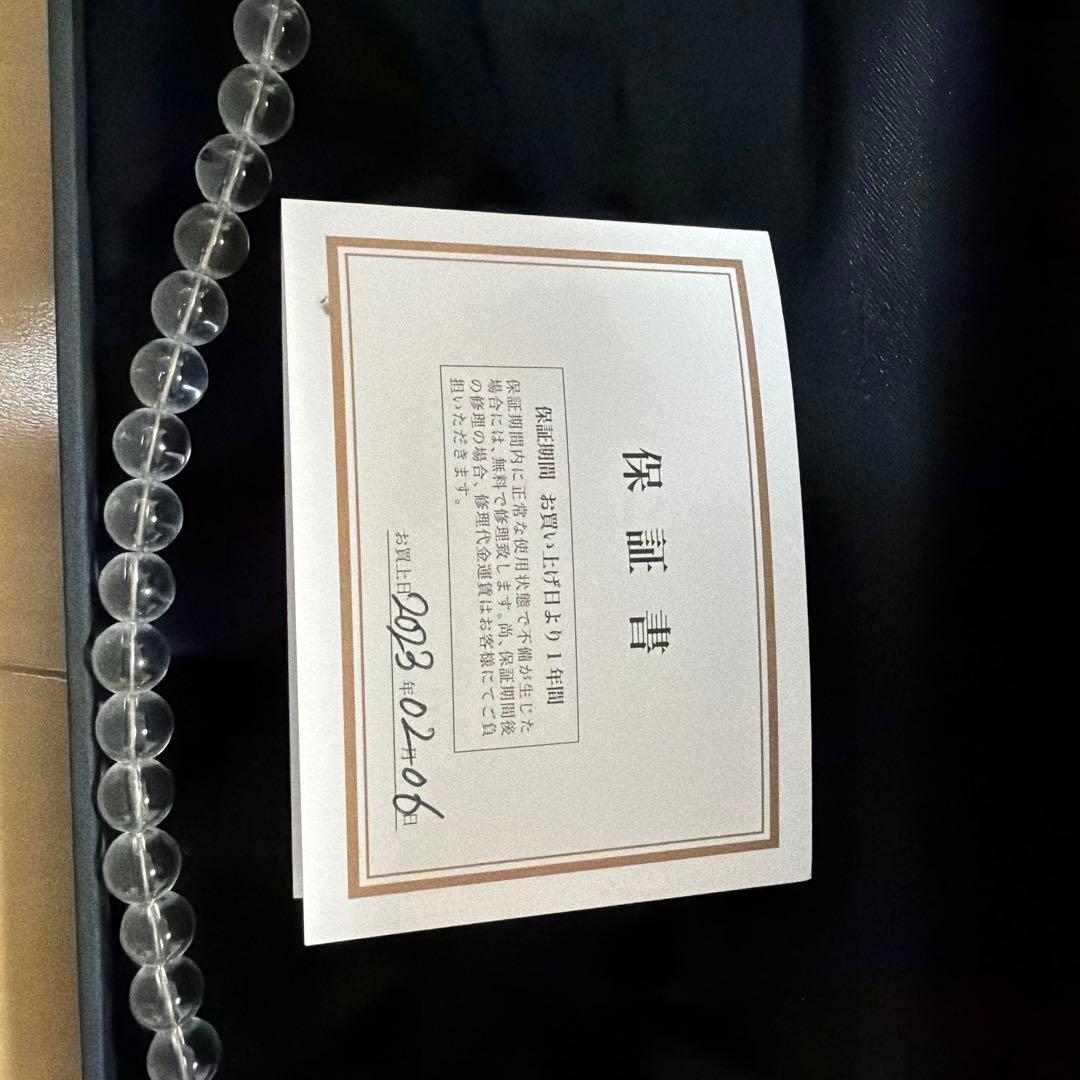 保証書
保証期間 お買い上げ日より1年間
保証期間内に正常な使用状態で不備が生じた
場合には、無料で修理致します。尚、保証期間後
の修理の場合、修理代金運賃はお客様にてご負
担いただきます。
お買上日2023年02月06日